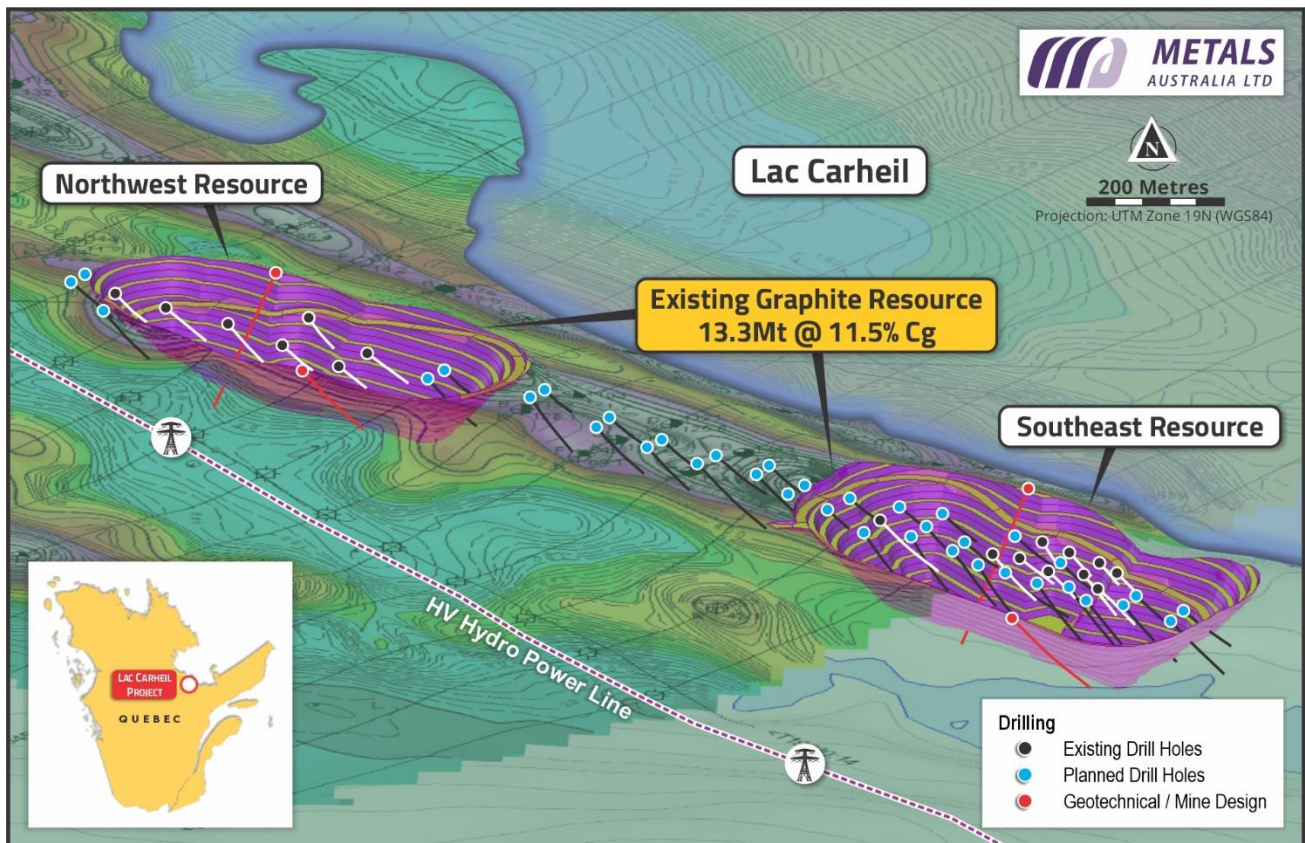 METALS
AUSTRALIA LTD
N
200 Metres
Projection: UTM Zone 19N (WGS84)
Lac Carheil
Northwest Resource
Existing Graphite Resource
13.3Mt @ 11.5% Cg
Southeast Resource
HV Hydro Power Line
LAC CARHEIL
PROJECT
QUEBEC
Drilling
Existing Drill Holes
Planned Drill Holes
Geotechnical / Mine Design